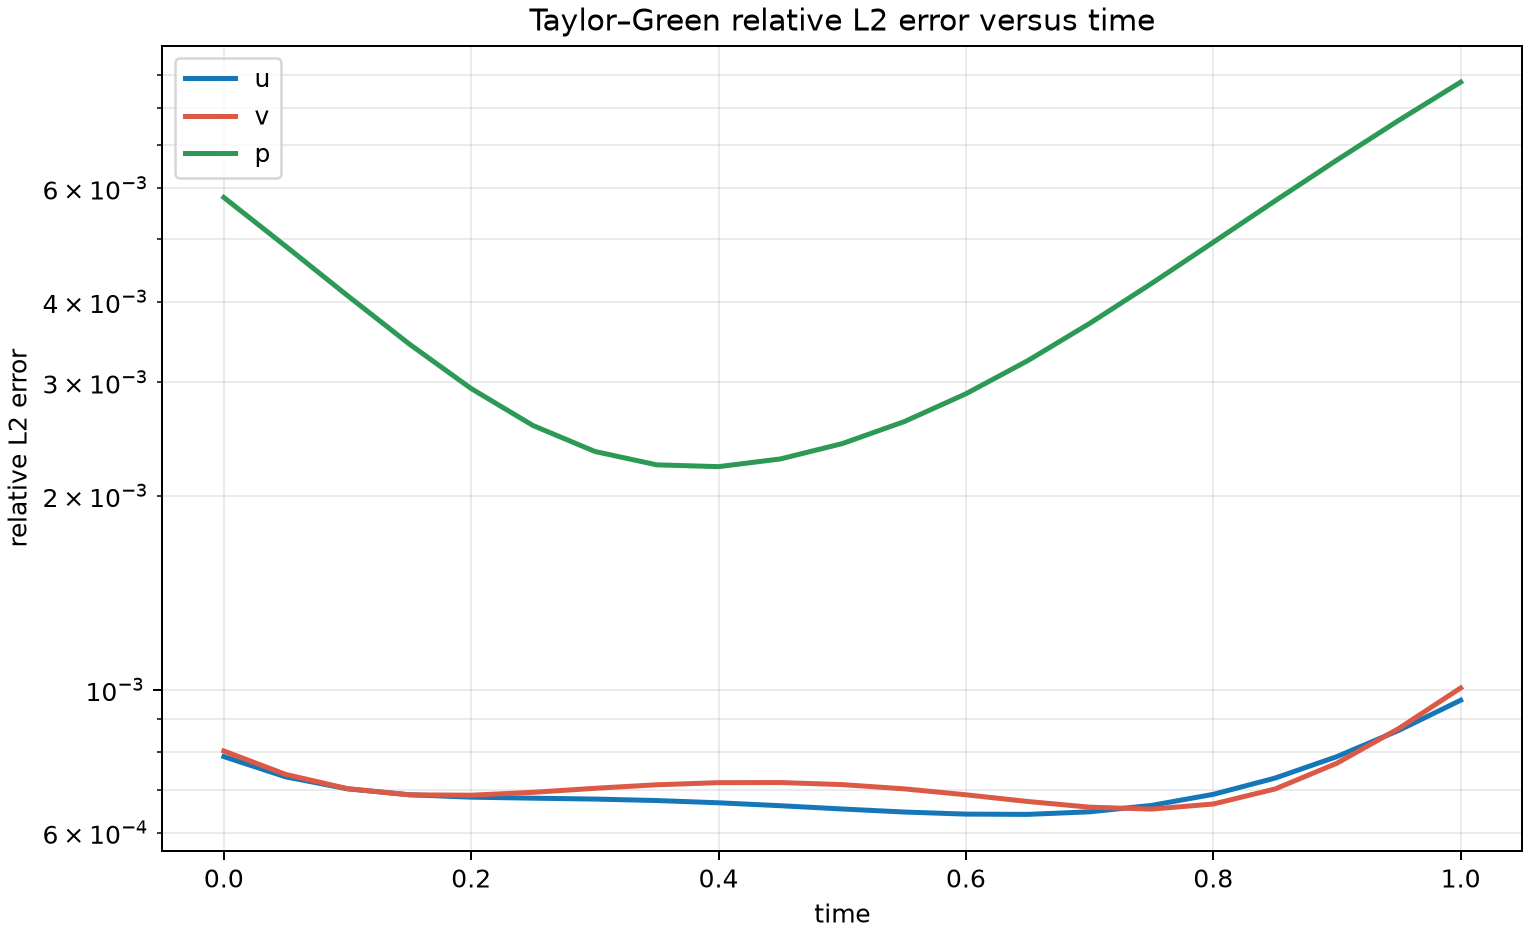 Taylor–Green relative L2 error versus time
u
v
p
6 × 10⁻³
4 × 10⁻³
3 × 10⁻³
2 × 10⁻³
10⁻³
6 × 10⁻⁴
relative L2 error
0.0 0.2 0.4 0.6 0.8 1.0
time